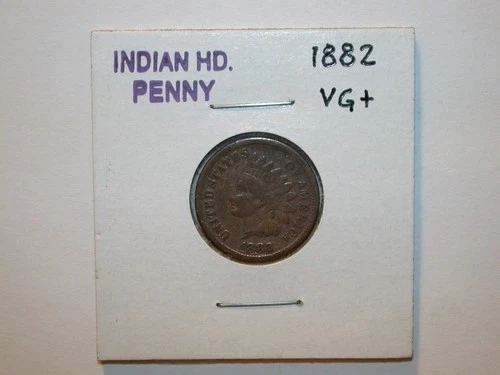 INDIAN HD.
PENNY
1882
VG+
UNITED STATES OF AMERICA